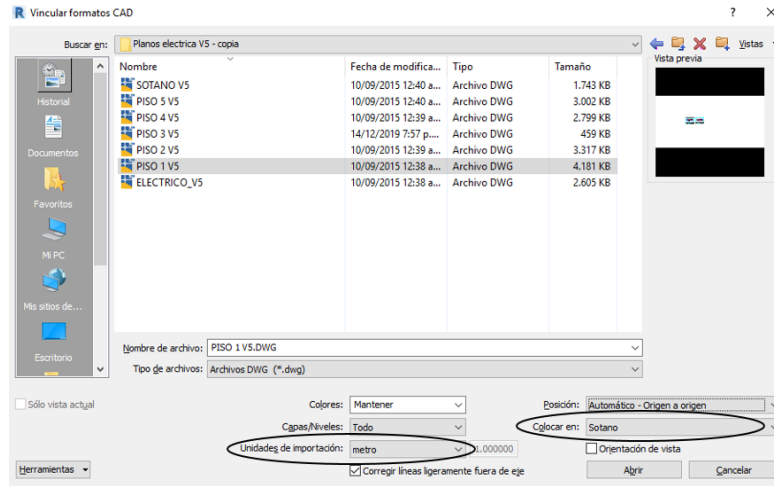 Vincular formatos CAD ?
Buscar en: Planos electrica V5 - copia Vistas
Vista previa
Nombre Fecha de modifica... Tipo Tamaño
SOTANO V5 10/09/2015 12:40 a... Archivo DWG 1.743 KB
PISO 5 V5 10/09/2015 12:40 a... Archivo DWG 3.002 KB
PISO 4 V5 10/09/2015 12:39 a... Archivo DWG 2.799 KB
PISO 3 V5 14/12/2019 7:57 p.... Archivo DWG 459 KB
PISO 2 V5 10/09/2015 12:39 a... Archivo DWG 3.317 KB
PISO 1 V5 10/09/2015 12:38 a... Archivo DWG 4.181 KB
ELECTRICO_V5 10/09/2015 12:38 a... Archivo DWG 2.605 KB
Historial
Documentos
Favoritos
Mi PC
Mis sitios de...
Escritorio
Nombre de archivo: PISO 1 V5.DWG
Tipo de archivos: Archivos DWG (*.dwg)
Sólo vista actual Colores: Mantener Posición: Automático - Origen a origen
Capas/Niveles: Todo Colocar en: Sotano
Unidades de importación: metro 1.000000 Orientación de vista
Corregir líneas ligeramente fuera de eje
Herramientas Abrir Cancelar